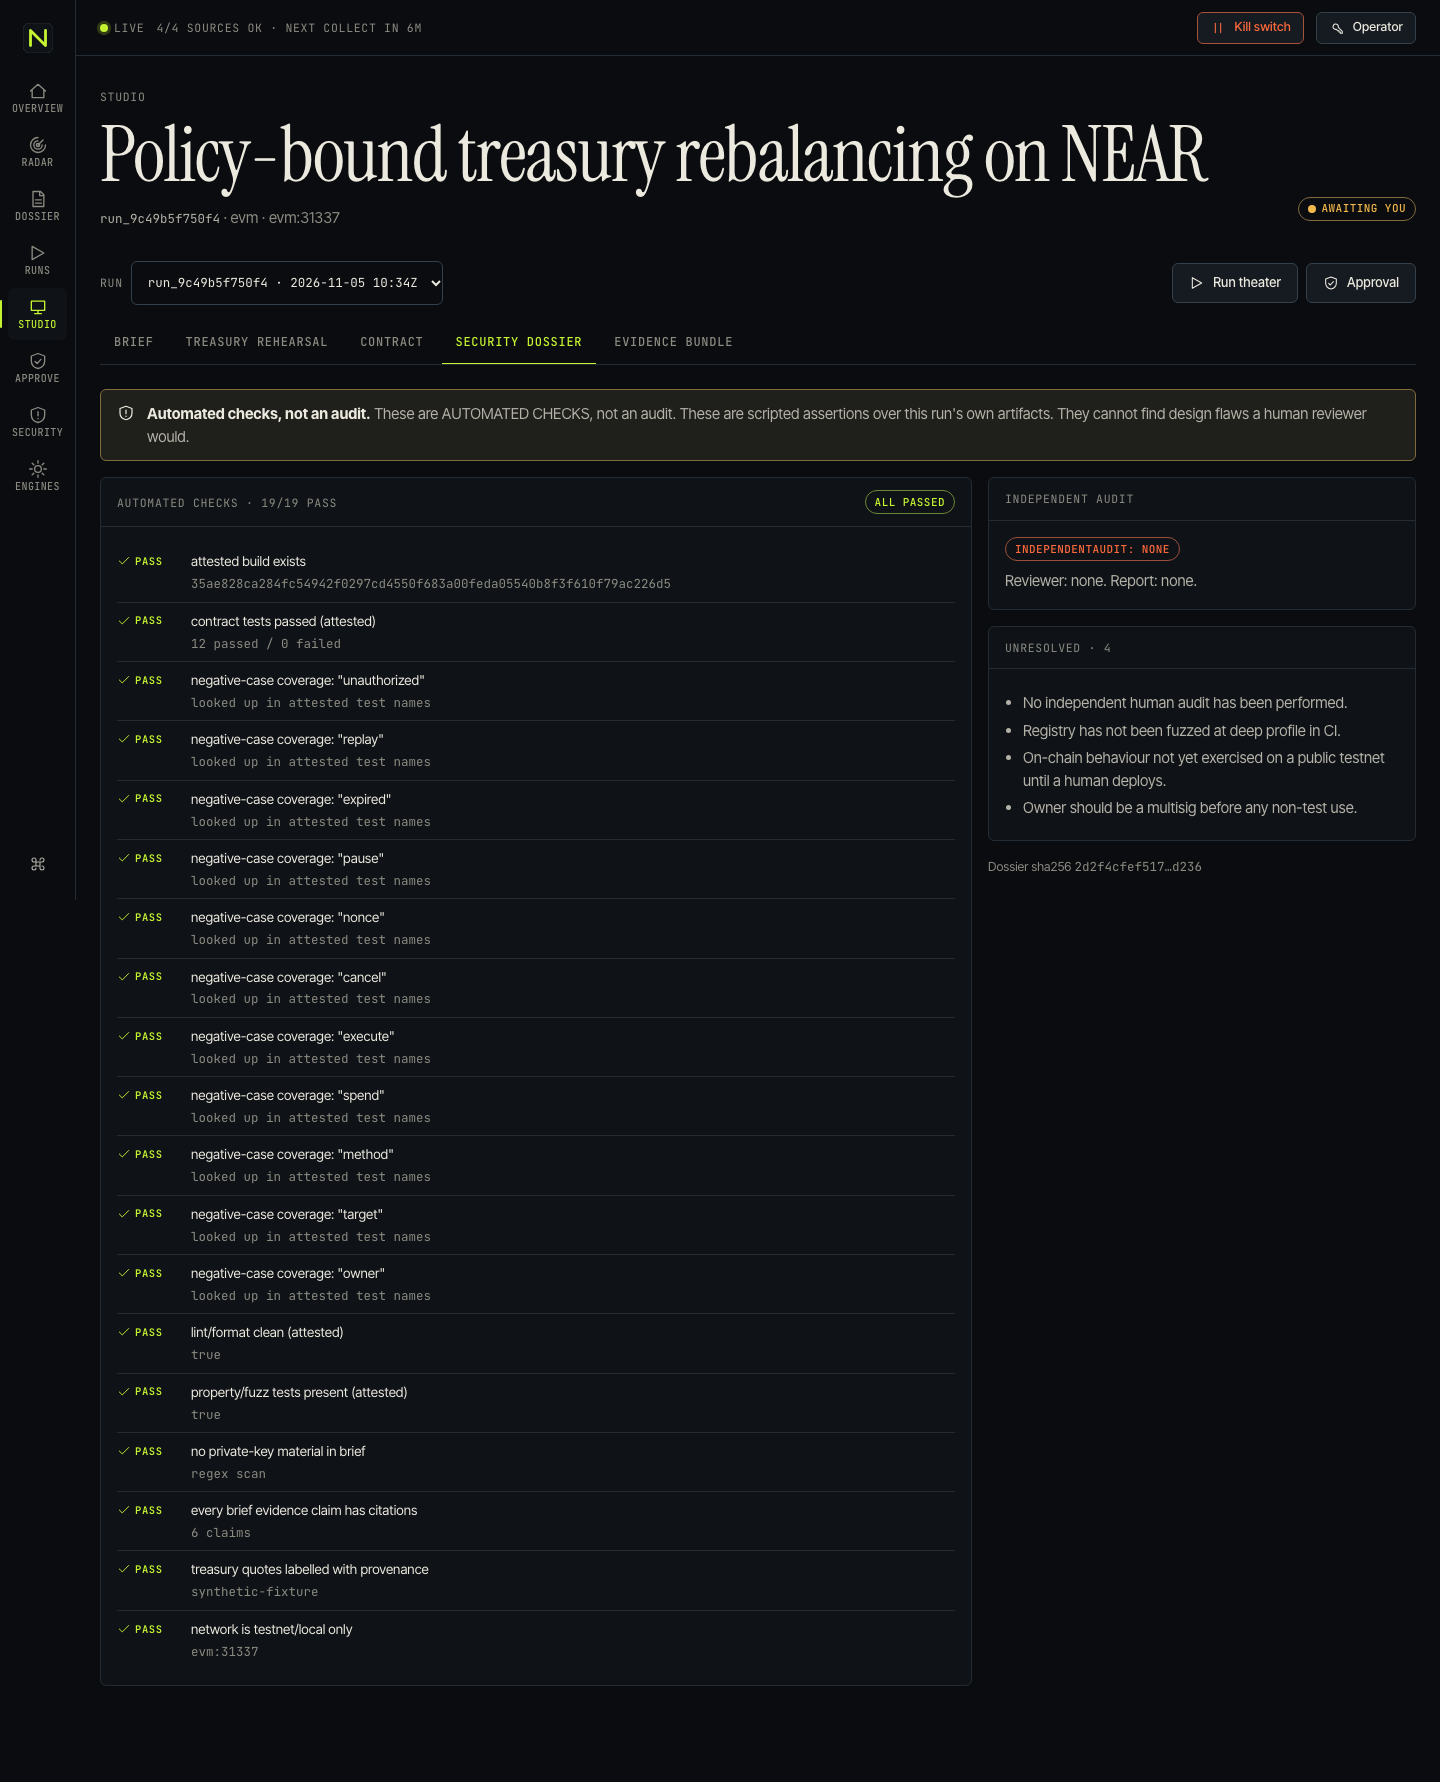 LIVE 4/4 SOURCES OK · NEXT COLLECT IN 6M
Kill switch
Operator
OVERVIEW
RADAR
DOSSIER
RUNS
STUDIO
APPROVE
SECURITY
ENGINES
STUDIO
Policy-bound treasury rebalancing on NEAR
run_9c49b5f750f4 · evm · evm:31337
AWAITING YOU
RUN
run_9c49b5f750f4 · 2026-11-05 10:34Z
Run theater
Approval
BRIEF
TREASURY REHEARSAL
CONTRACT
SECURITY DOSSIER
EVIDENCE BUNDLE
Automated checks, not an audit. These are AUTOMATED CHECKS, not an audit. These are scripted assertions over this run's own artifacts. They cannot find design flaws a human reviewer
would.
AUTOMATED CHECKS · 19/19 PASS
ALL PASSED
PASS attested build exists
35ae828ca284fc54942f0297cd4550f683a00feda05540b8f3f610f79ac226d5
PASS contract tests passed (attested)
12 passed / 0 failed
PASS negative-case coverage: "unauthorized"
looked up in attested test names
PASS negative-case coverage: "replay"
looked up in attested test names
PASS negative-case coverage: "expired"
looked up in attested test names
PASS negative-case coverage: "pause"
looked up in attested test names
PASS negative-case coverage: "nonce"
looked up in attested test names
PASS negative-case coverage: "cancel"
looked up in attested test names
PASS negative-case coverage: "execute"
looked up in attested test names
PASS negative-case coverage: "spend"
looked up in attested test names
PASS negative-case coverage: "method"
looked up in attested test names
PASS negative-case coverage: "target"
looked up in attested test names
PASS negative-case coverage: "owner"
looked up in attested test names
PASS lint/format clean (attested)
true
PASS property/fuzz tests present (attested)
true
PASS no private-key material in brief
regex scan
PASS every brief evidence claim has citations
6 claims
PASS treasury quotes labelled with provenance
synthetic-fixture
PASS network is testnet/local only
evm:31337
INDEPENDENT AUDIT
INDEPENDENTAUDIT: NONE
Reviewer: none. Report: none.
UNRESOLVED · 4
No independent human audit has been performed.
Registry has not been fuzzed at deep profile in CI.
On-chain behaviour not yet exercised on a public testnet
until a human deploys.
Owner should be a multisig before any non-test use.
Dossier sha256 2d2f4cfef517…d236